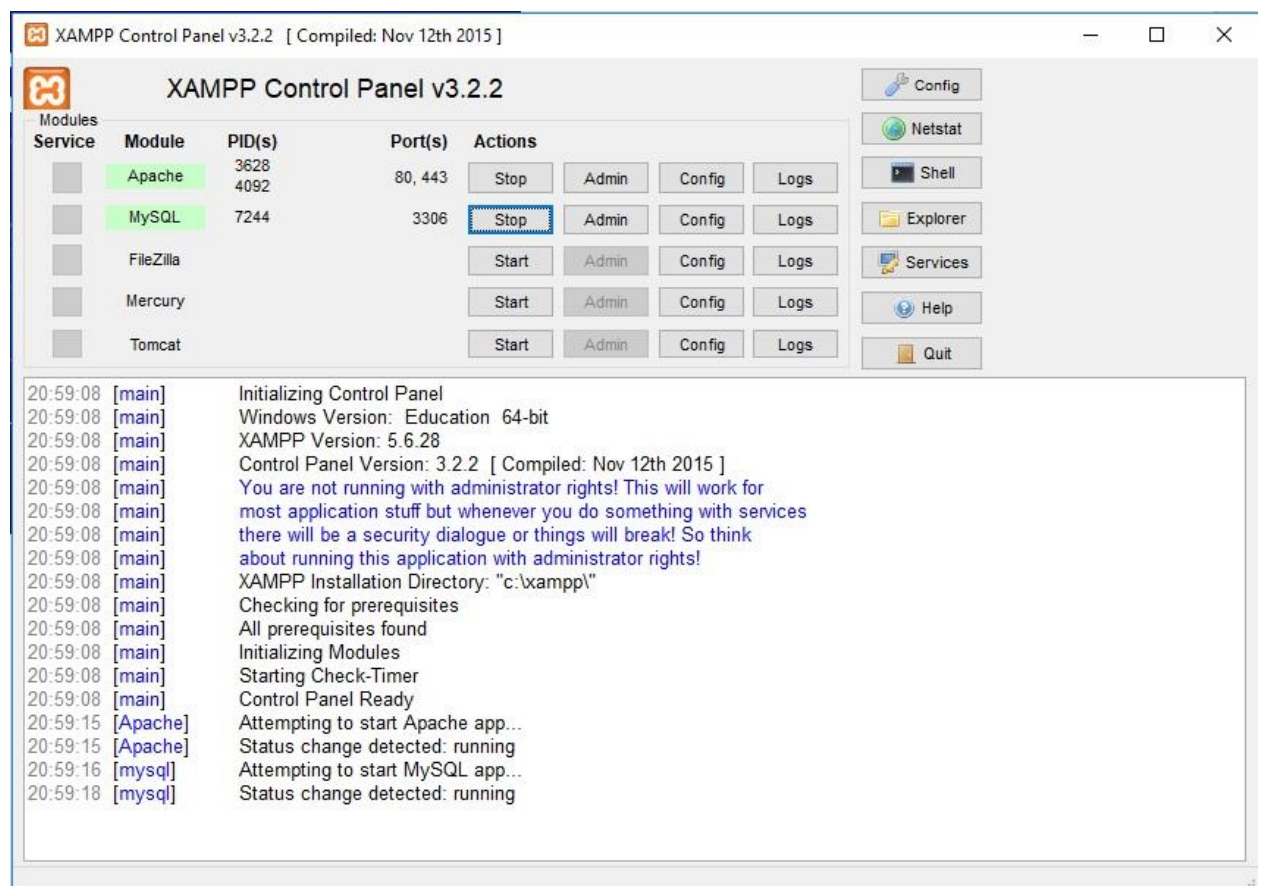 XAMPP Control Panel v3.2.2 [ Compiled: Nov 12th 2015 ]
XAMPP Control Panel v3.2.2
Config
Netstat
Shell
Explorer
Services
Help
Quit
Modules
Service Module PID(s) Port(s) Actions
Apache 3628 4092 80, 443 Stop Admin Config Logs
MySQL 7244 3306 Stop Admin Config Logs
FileZilla Start Admin Config Logs
Mercury Start Admin Config Logs
Tomcat Start Admin Config Logs
20:59:08 [main] Initializing Control Panel
20:59:08 [main] Windows Version: Education 64-bit
20:59:08 [main] XAMPP Version: 5.6.28
20:59:08 [main] Control Panel Version: 3.2.2 [ Compiled: Nov 12th 2015 ]
20:59:08 [main] You are not running with administrator rights! This will work for
20:59:08 [main] most application stuff but whenever you do something with services
20:59:08 [main] there will be a security dialogue or things will break! So think
20:59:08 [main] about running this application with administrator rights!
20:59:08 [main] XAMPP Installation Directory: "c:\xampp\"
20:59:08 [main] Checking for prerequisites
20:59:08 [main] All prerequisites found
20:59:08 [main] Initializing Modules
20:59:08 [main] Starting Check-Timer
20:59:08 [main] Control Panel Ready
20:59:15 [Apache] Attempting to start Apache app...
20:59:15 [Apache] Status change detected: running
20:59:16 [mysql] Attempting to start MySQL app...
20:59:18 [mysql] Status change detected: running